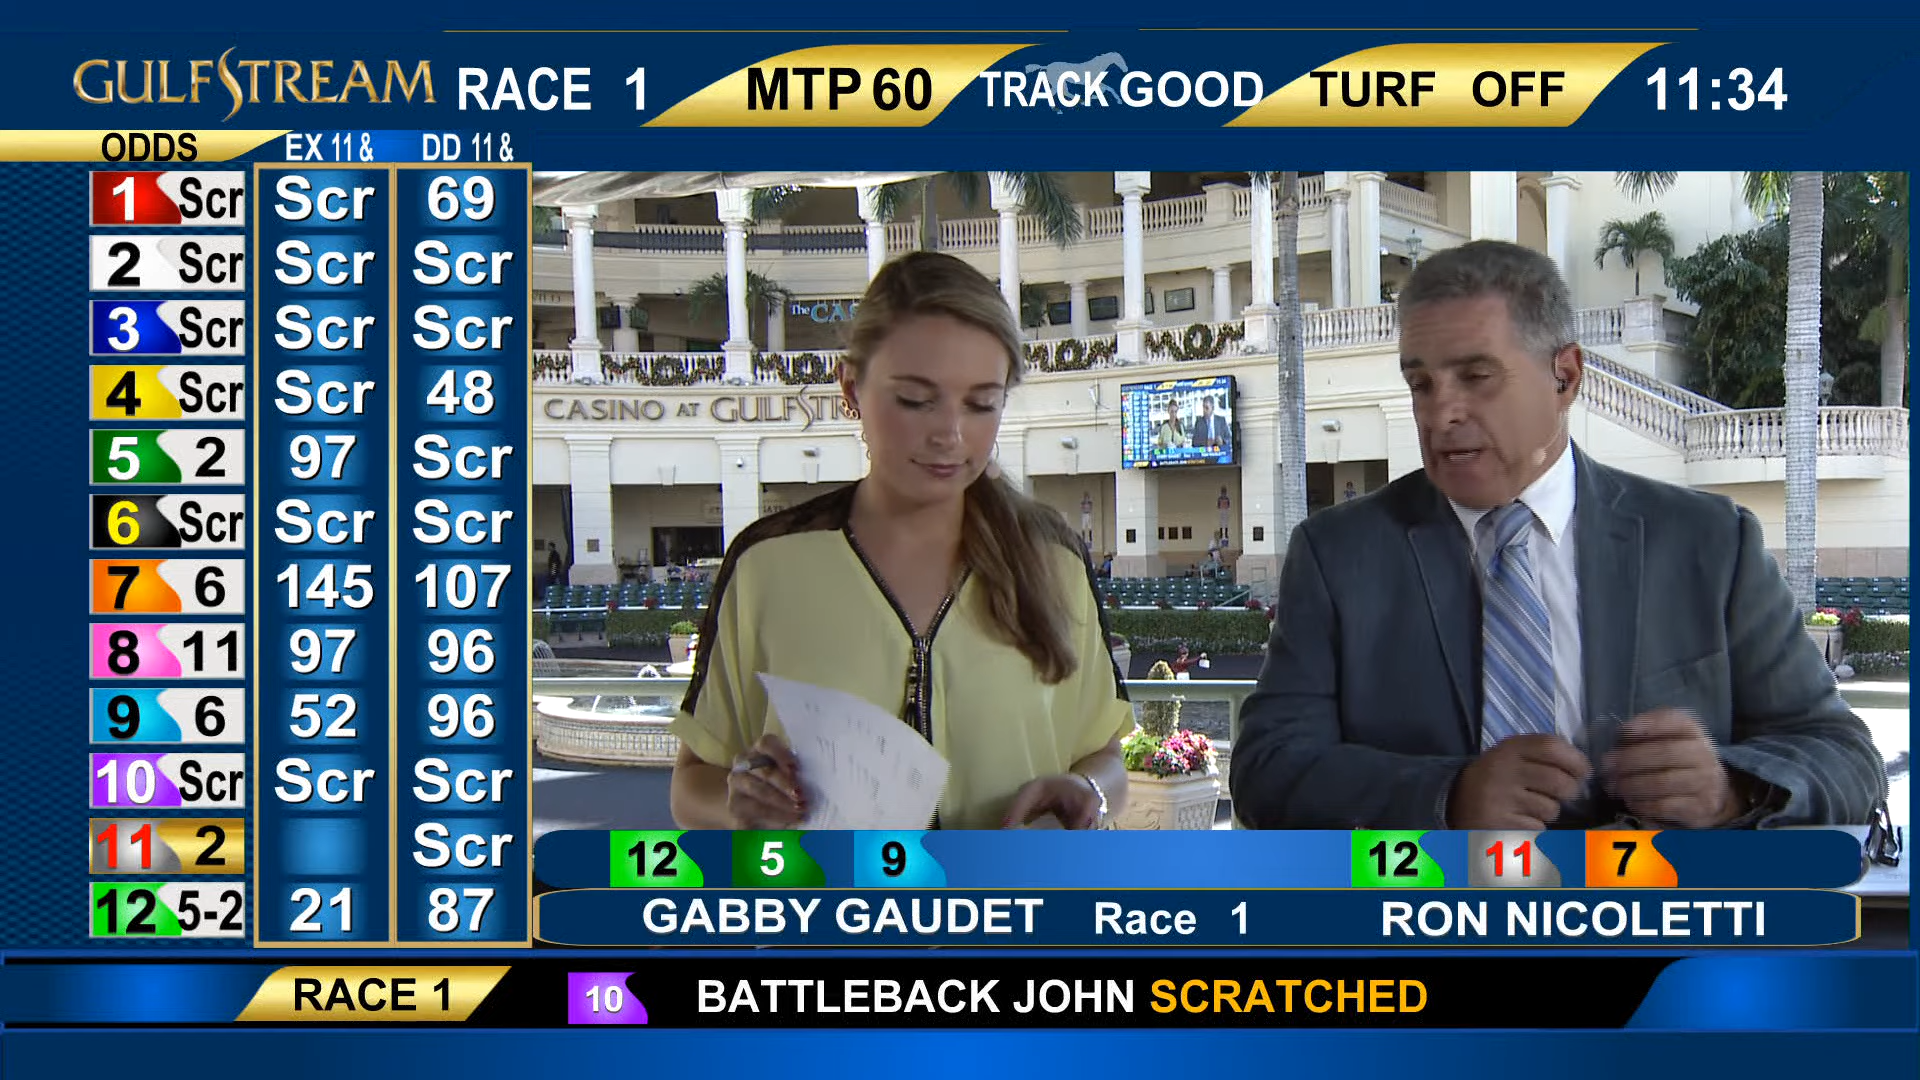 GULFSTREAM RACE 1 MTP 60 TRACK GOOD TURF OFF 11:34
ODDS EX 11 & DD 11 &
1 Scr Scr 69
2 Scr Scr Scr
3 Scr Scr Scr
4 Scr Scr 48
5 2 97 Scr
6 Scr Scr Scr
7 6 145 107
8 11 97 96
9 6 52 96
10 Scr Scr Scr
11 2 Scr
12 5-2 21 87
The
CAS
CASINO AT GULFSTR
12 5 9 12 11 7
GABBY GAUDET Race 1 RON NICOLETTI
RACE 1 10 BATTLEBACK JOHN SCRATCHED